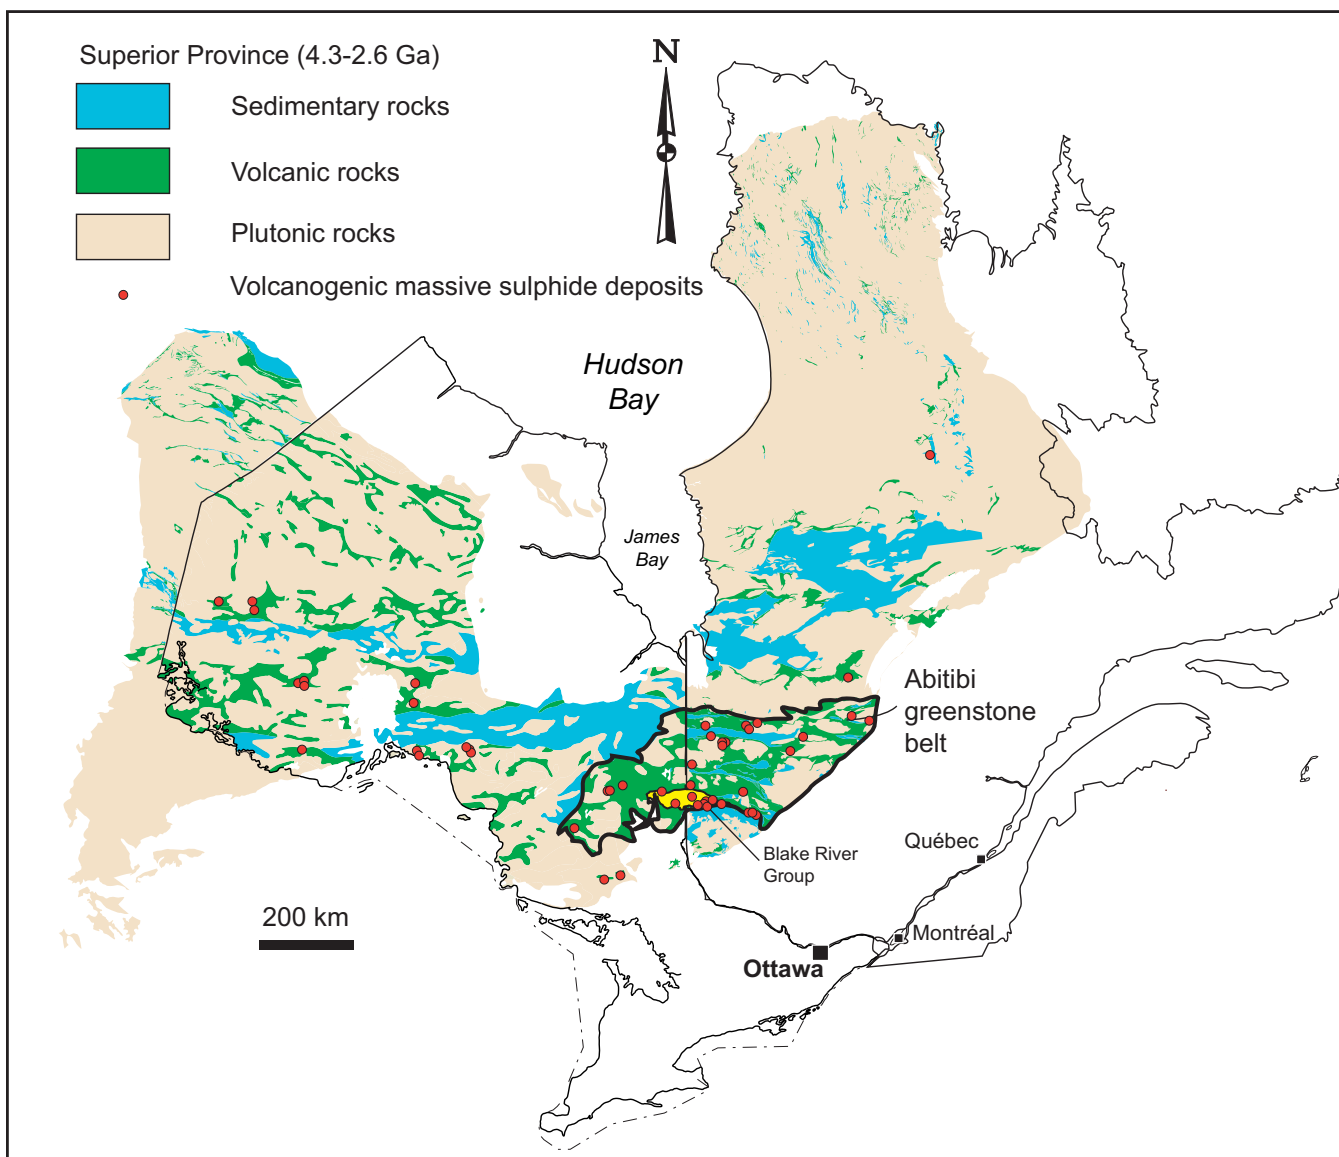 Superior Province (4.3-2.6 Ga)
Sedimentary rocks
Volcanic rocks
Plutonic rocks
Volcanogenic massive sulphide deposits
N
Hudson
Bay
James
Bay
Abitibi
greenstone
belt
Blake River
Group
Québec
Montréal
Ottawa
200 km